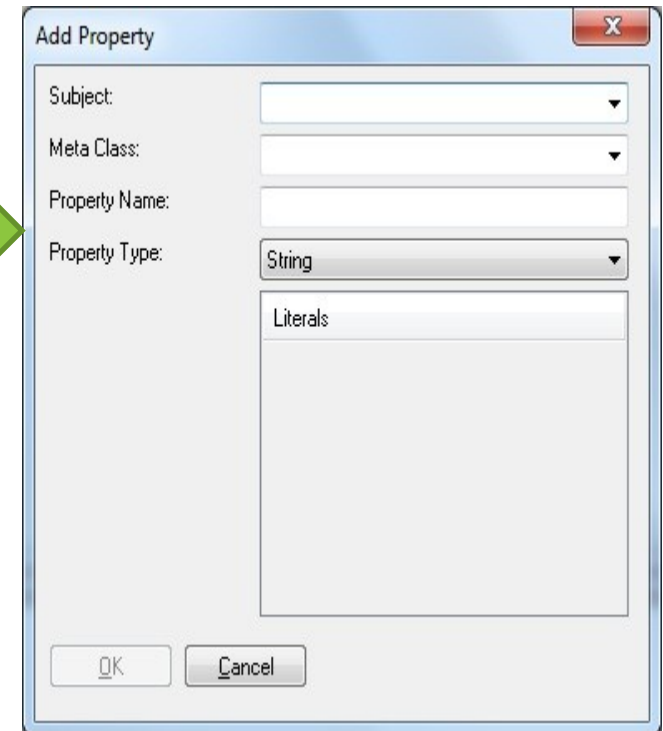 Add Property
X
Subject:
Meta Class:
Property Name:
Property Type:
String
Literals
OK
Cancel